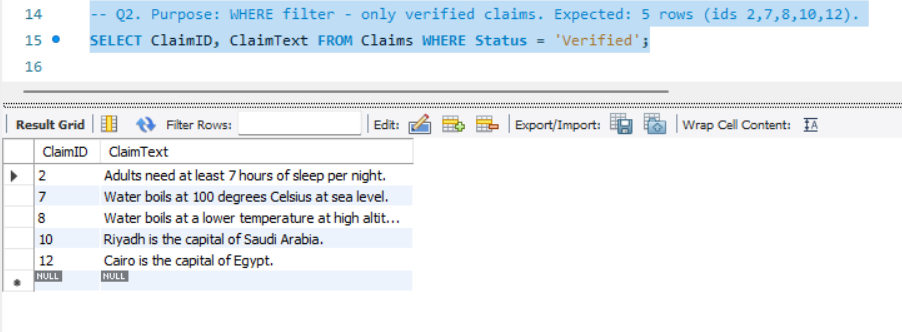 14 -- Q2. Purpose: WHERE filter - only verified claims. Expected: 5 rows (ids 2,7,8,10,12).
15 SELECT ClaimID, ClaimText FROM Claims WHERE Status = 'Verified';
16
Result Grid Filter Rows: Edit: Export/Import: Wrap Cell Content: IA
ClaimID ClaimText
2 Adults need at least 7 hours of sleep per night.
7 Water boils at 100 degrees Celsius at sea level.
8 Water boils at a lower temperature at high altit...
10 Riyadh is the capital of Saudi Arabia.
12 Cairo is the capital of Egypt.
NULL NULL